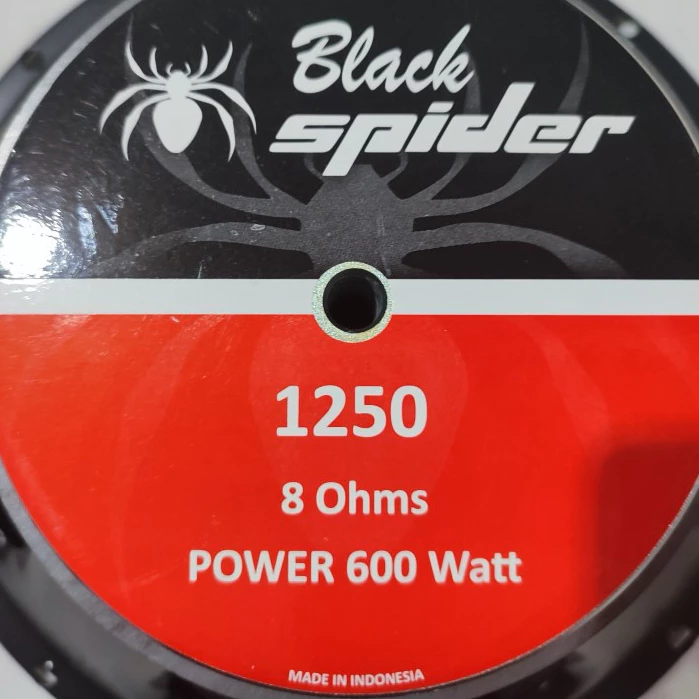 Black
spider
1250
8 Ohms
POWER 600 Watt
MADE IN INDONESIA